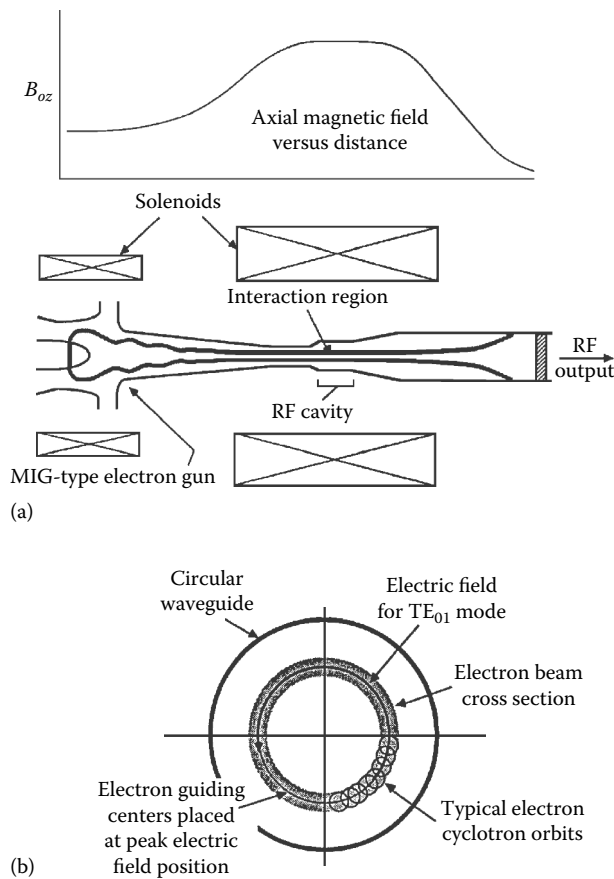 B_oz
Axial magnetic field
versus distance
Solenoids
Interaction region
RF
output
RF cavity
MIG-type electron gun
(a)
Circular
waveguide
Electric field
for TE_01 mode
Electron beam
cross section
Electron guiding
centers placed
at peak electric
field position
Typical electron
cyclotron orbits
(b)